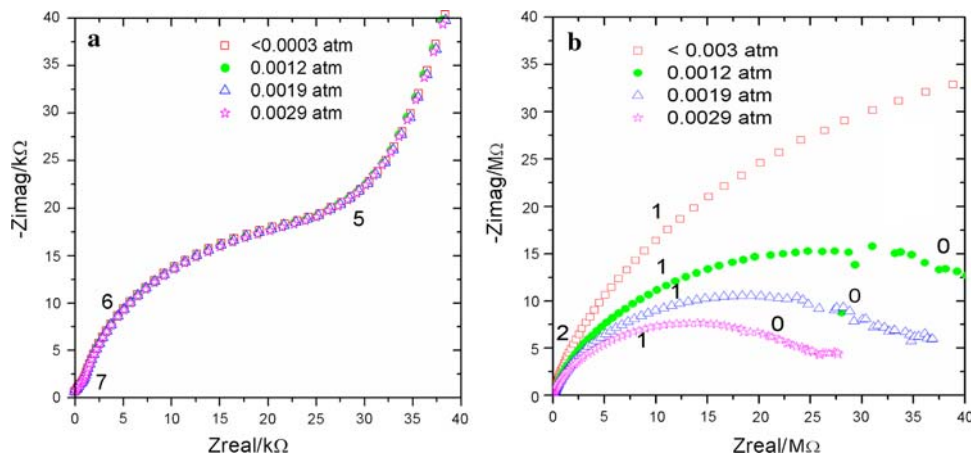 a
<0.0003 atm
0.0012 atm
0.0019 atm
0.0029 atm
40
35
30
25
20
15
10
5
0
-Zimag/kΩ
5
6
7
0 5 10 15 20 25 30 35 40
Zreal/kΩ
b
< 0.003 atm
0.0012 atm
0.0019 atm
0.0029 atm
40
35
30
25
20
15
10
5
0
-Zimag/MΩ
1
1
0
1
0
2
1
0
0 5 10 15 20 25 30 35 40
Zreal/MΩ